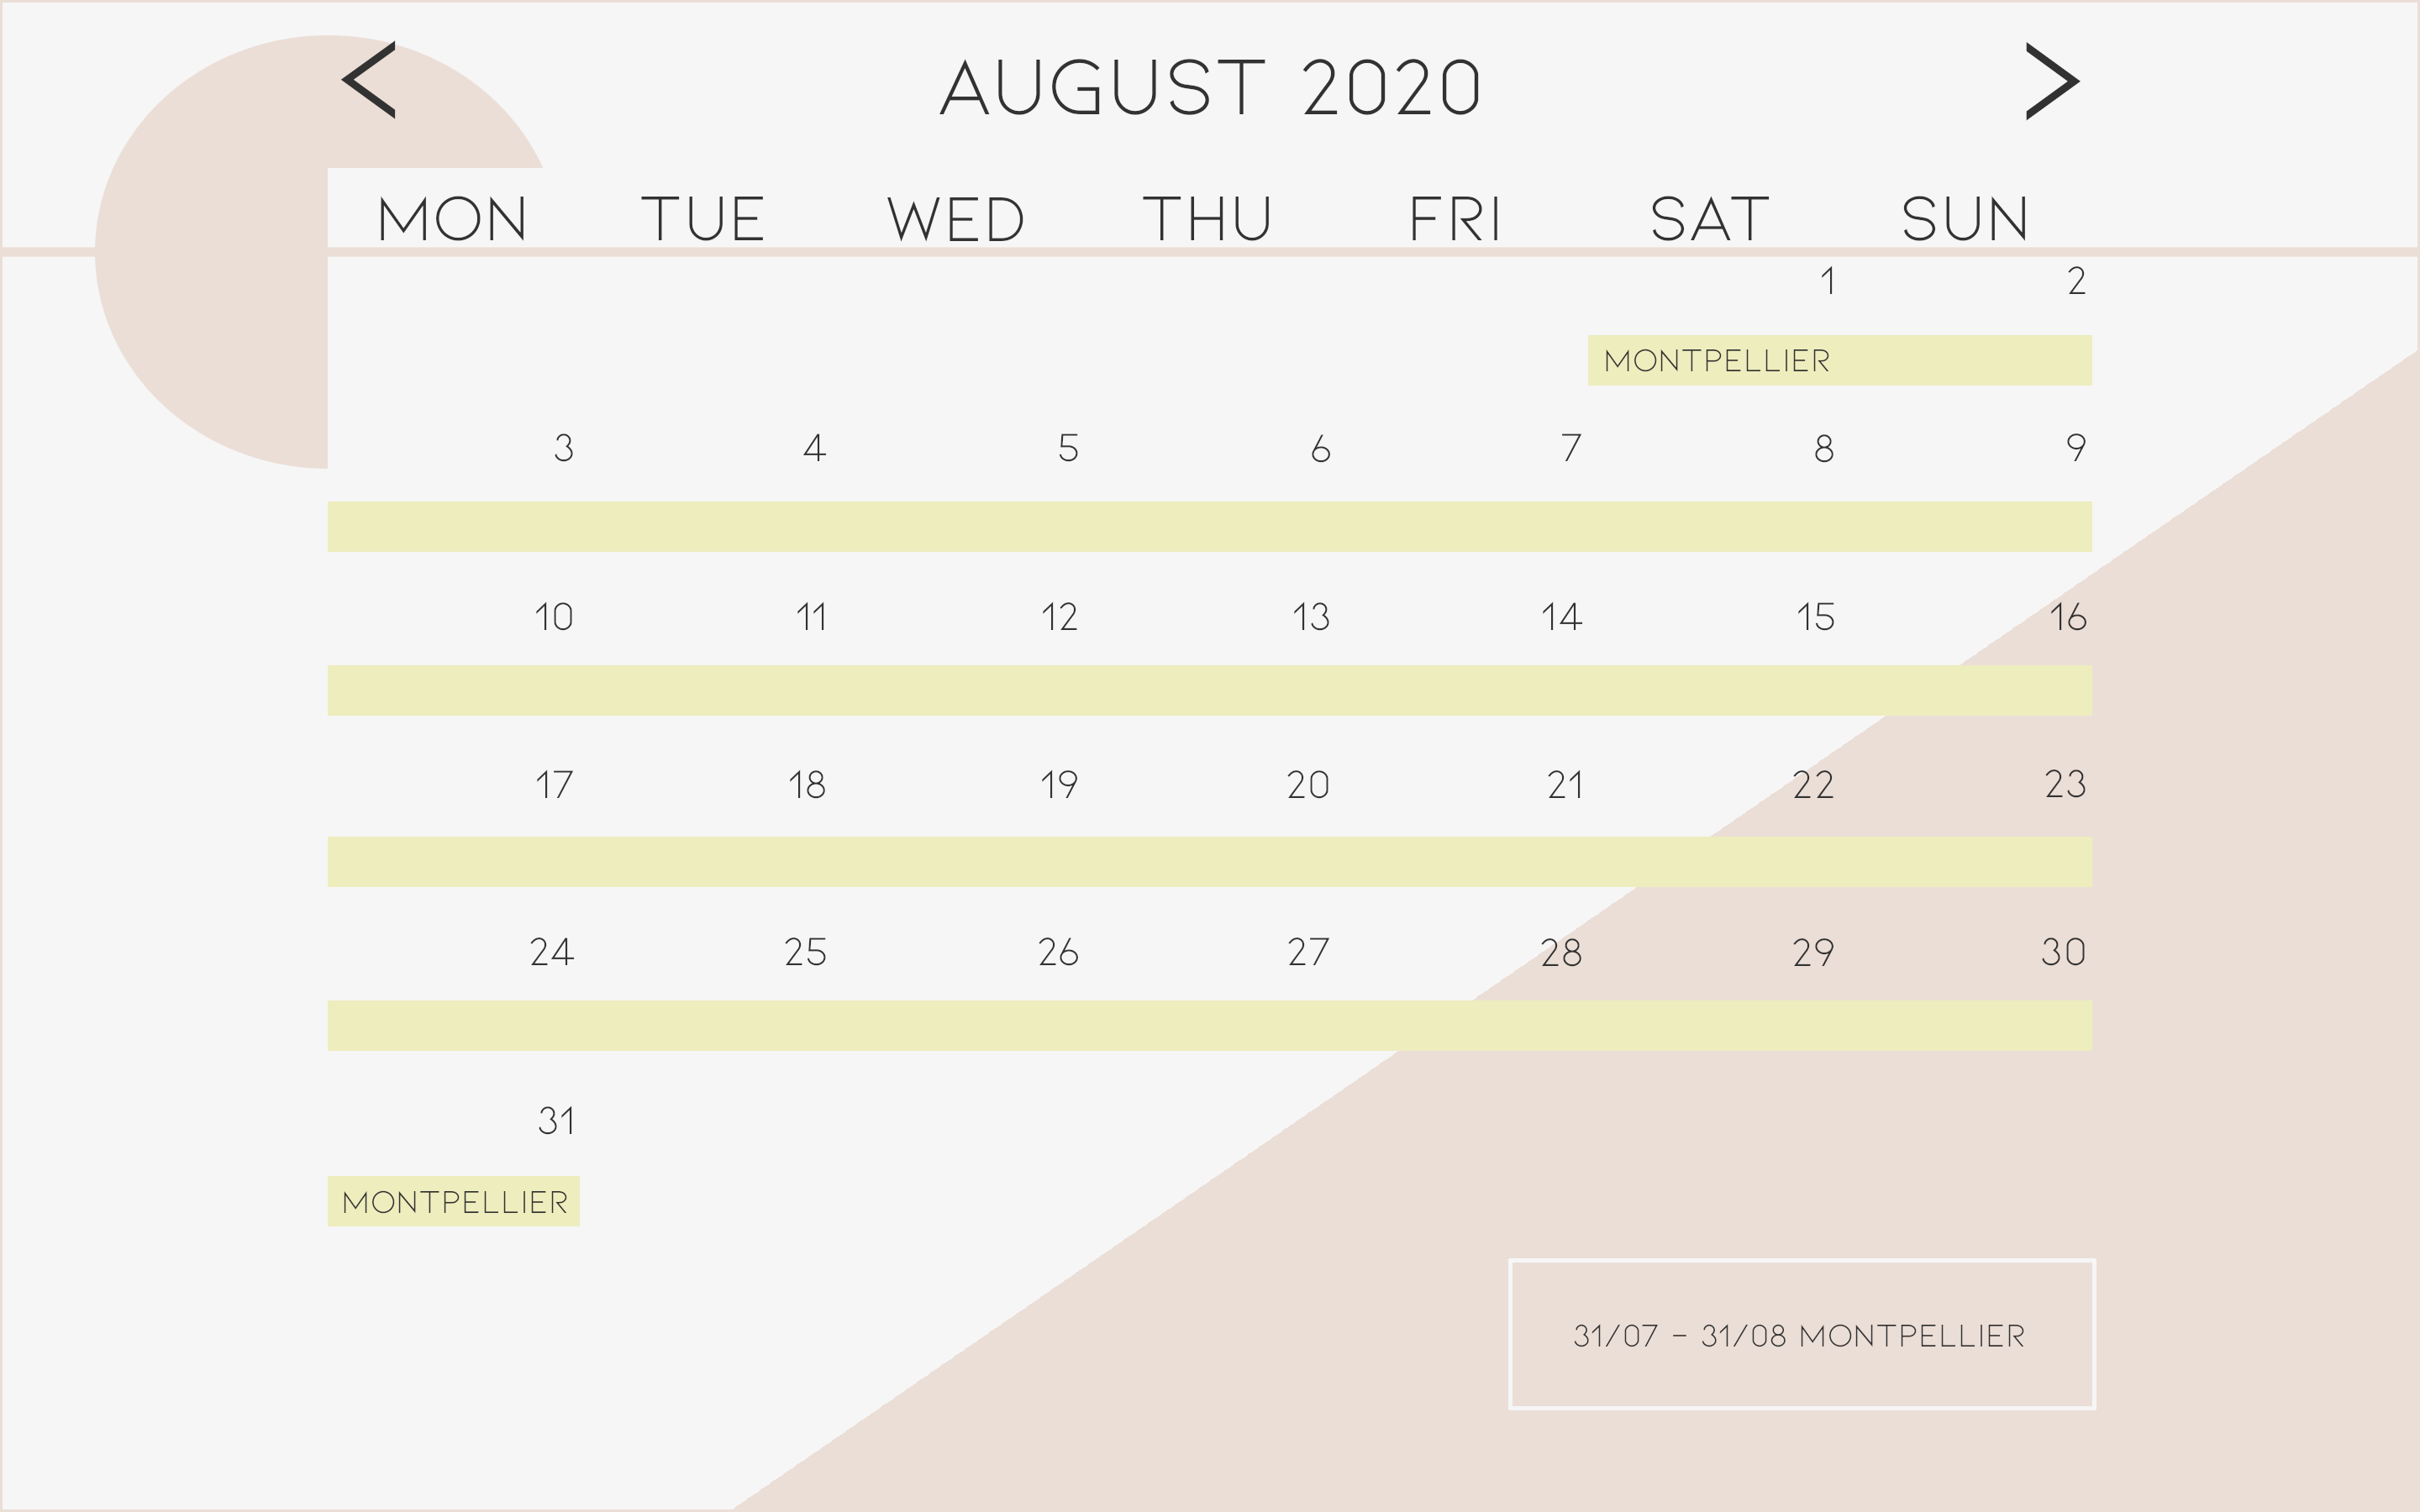 < AUGUST 2020 >
MON TUE WED THU FRI SAT SUN
1 2
MONTPELLIER
3 4 5 6 7 8 9
10 11 12 13 14 15 16
17 18 19 20 21 22 23
24 25 26 27 28 29 30
31
MONTPELLIER
31/07 - 31/08 MONTPELLIER